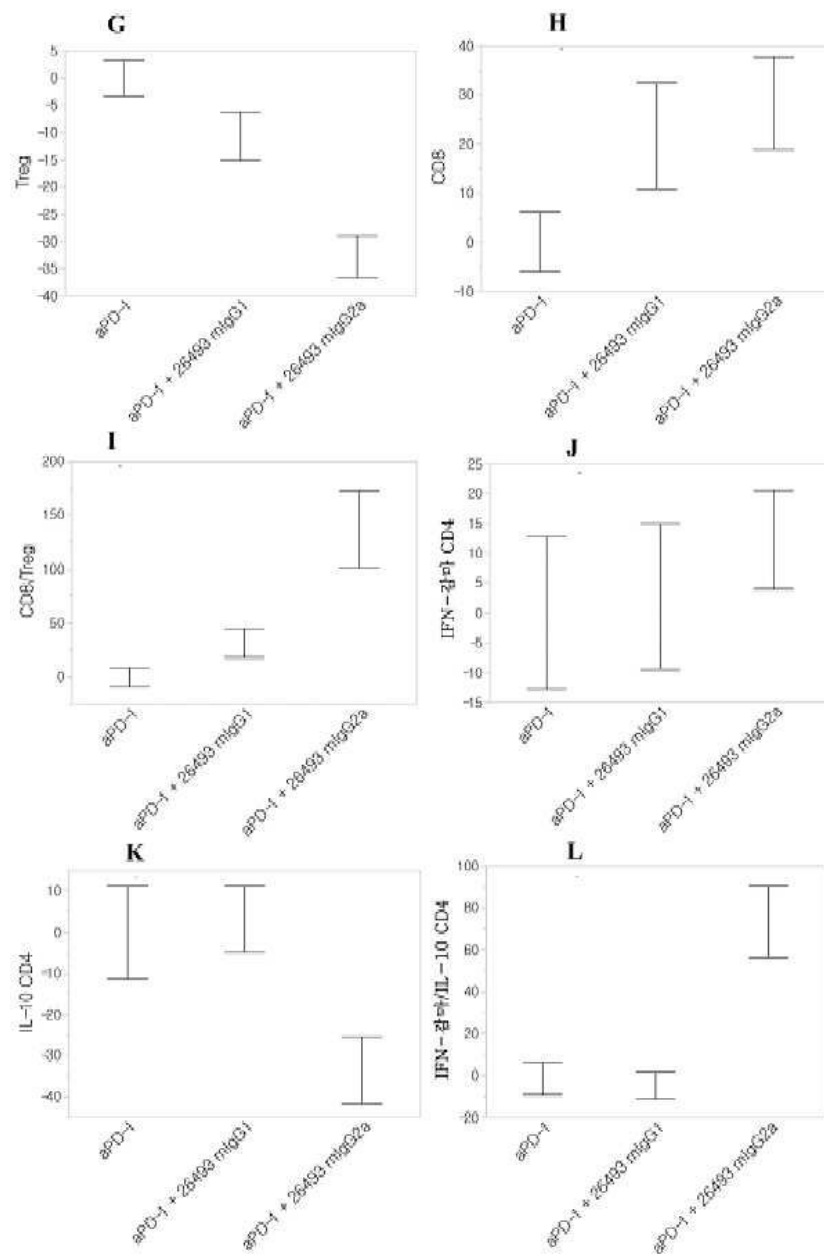 G
5
0
-5
-10
-15
-20
-25
-30
-35
-40
Treg
aPD-1
aPD-1 + 26493 mIgG1
aPD-1 + 26493 mIgG2a
H
40
30
20
10
0
-10
CD8
aPD-1
aPD-1 + 26493 mIgG1
aPD-1 + 26493 mIgG2a
I
200
150
100
50
0
CD8/Treg
aPD-1
aPD-1 + 26493 mIgG1
aPD-1 + 26493 mIgG2a
J
25
20
15
10
5
0
-5
-10
-15
IFN-감마 CD4
aPD-1
aPD-1 + 26493 mIgG1
aPD-1 + 26493 mIgG2a
K
10
0
-10
-20
-30
-40
IL-10 CD4
aPD-1
aPD-1 + 26493 mIgG1
aPD-1 + 26493 mIgG2a
L
100
80
60
40
20
0
-20
IFN-감마/IL-10 CD4
aPD-1
aPD-1 + 26493 mIgG1
aPD-1 + 26493 mIgG2a